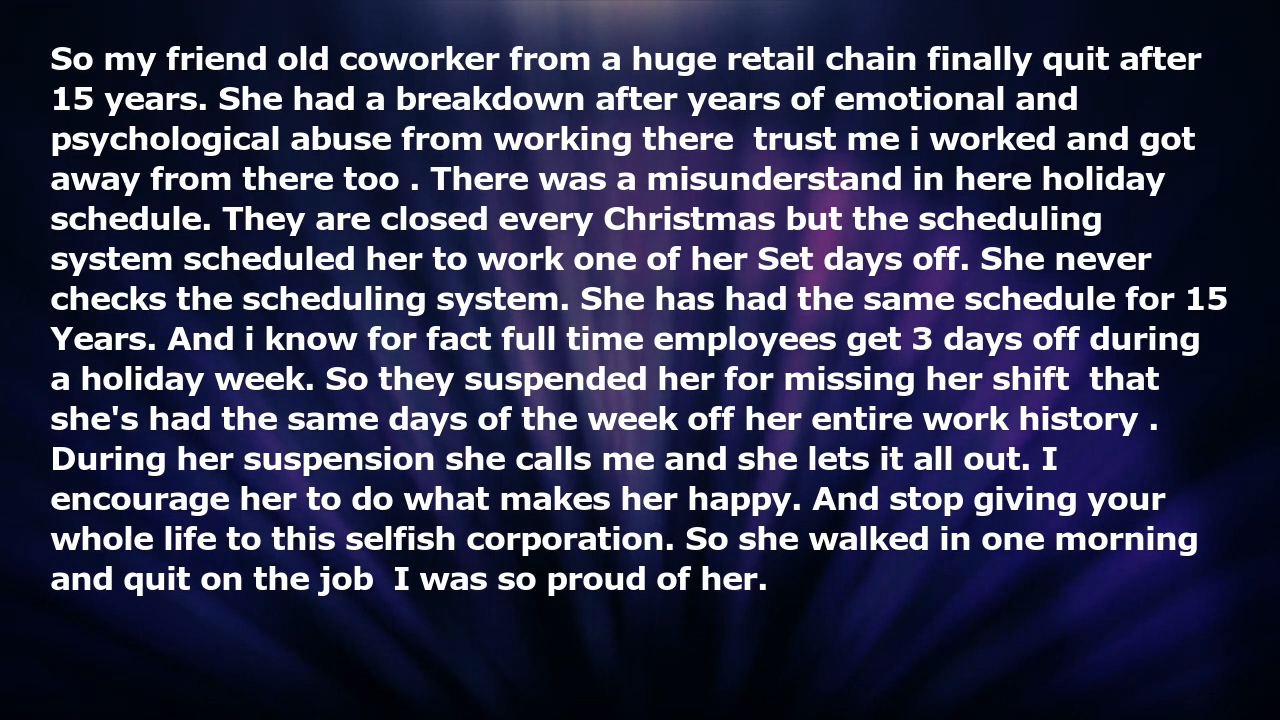 So my friend old coworker from a huge retail chain finally quit after
15 years. She had a breakdown after years of emotional and
psychological abuse from working there  trust me i worked and got
away from there too . There was a misunderstand in here holiday
schedule. They are closed every Christmas but the scheduling
system scheduled her to work one of her Set days off. She never
checks the scheduling system. She has had the same schedule for 15
Years. And i know for fact full time employees get 3 days off during
a holiday week. So they suspended her for missing her shift  that
she's had the same days of the week off her entire work history .
During her suspension she calls me and she lets it all out. I
encourage her to do what makes her happy. And stop giving your
whole life to this selfish corporation. So she walked in one morning
and quit on the job  I was so proud of her.